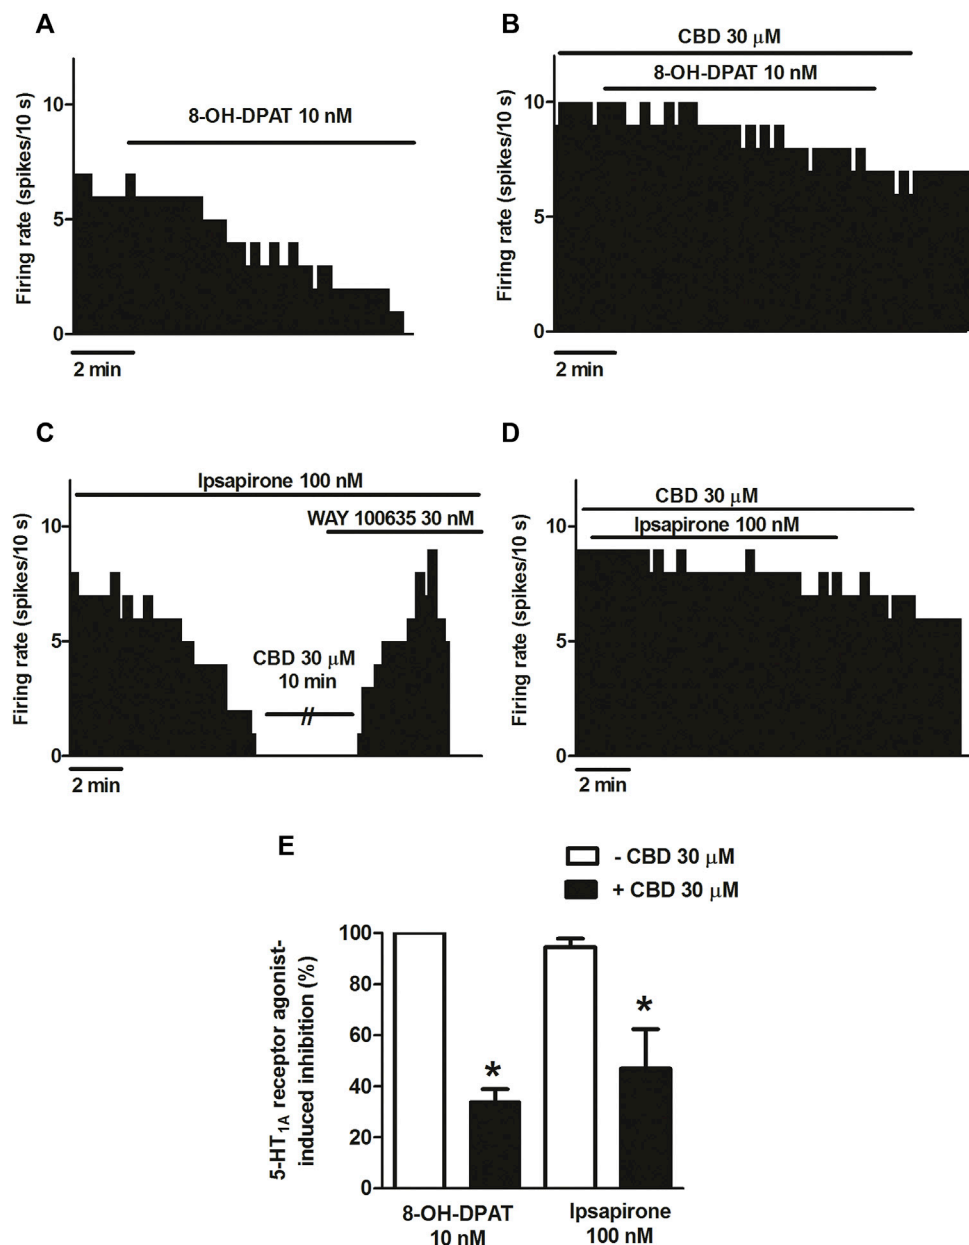 A
8-OH-DPAT 10 nM
Firing rate (spikes/10 s)
10
5
0
2 min
B
CBD 30 μM
8-OH-DPAT 10 nM
Firing rate (spikes/10 s)
10
5
0
2 min
C
Ipsapirone 100 nM
WAY 100635 30 nM
CBD 30 μM
10 min
//
Firing rate (spikes/10 s)
10
5
0
2 min
D
CBD 30 μM
Ipsapirone 100 nM
Firing rate (spikes/10 s)
10
5
0
2 min
E
- CBD 30 μM
+ CBD 30 μM
5-HT1A receptor agonist-
induced inhibition (%)
100
80
60
40
20
0
*
*
8-OH-DPAT
10 nM
Ipsapirone
100 nM